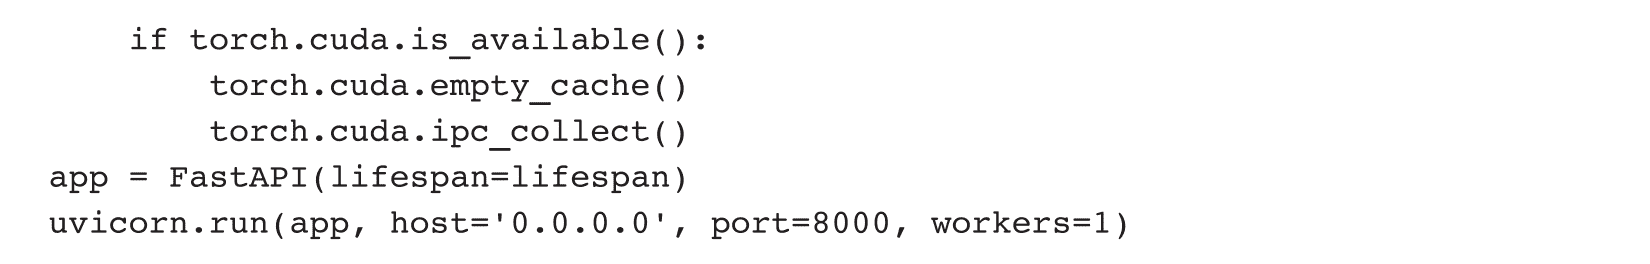 if torch.cuda.is_available():
        torch.cuda.empty_cache()
        torch.cuda.ipc_collect()
app = FastAPI(lifespan=lifespan)
uvicorn.run(app, host='0.0.0.0', port=8000, workers=1)